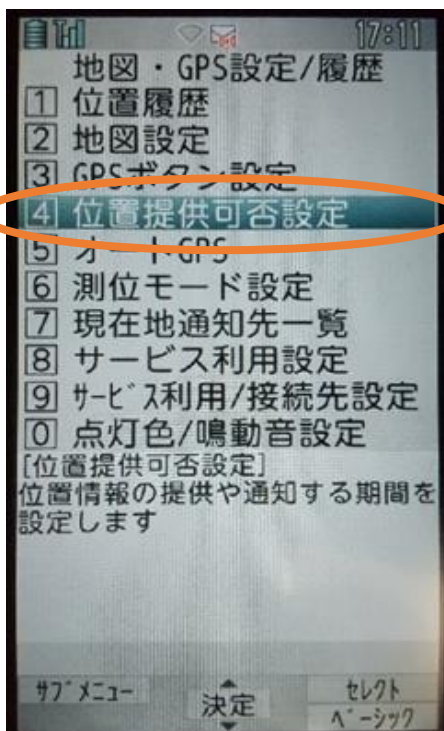 17:11
地図・GPS設定/履歴
1 位置履歴
2 地図設定
3 GPSボタン設定
4 位置提供可否設定
5 オートGPS
6 測位モード設定
7 現在地通知先一覧
8 サービス利用設定
9 ｻｰﾋﾞｽ利用/接続先設定
0 点灯色/鳴動音設定
[位置提供可否設定]
位置情報の提供や通知する期間を
設定します
ｻﾌﾞﾒﾆｭｰ
決定
ｾﾚｸﾄ
ﾍﾞｰｼｯｸ